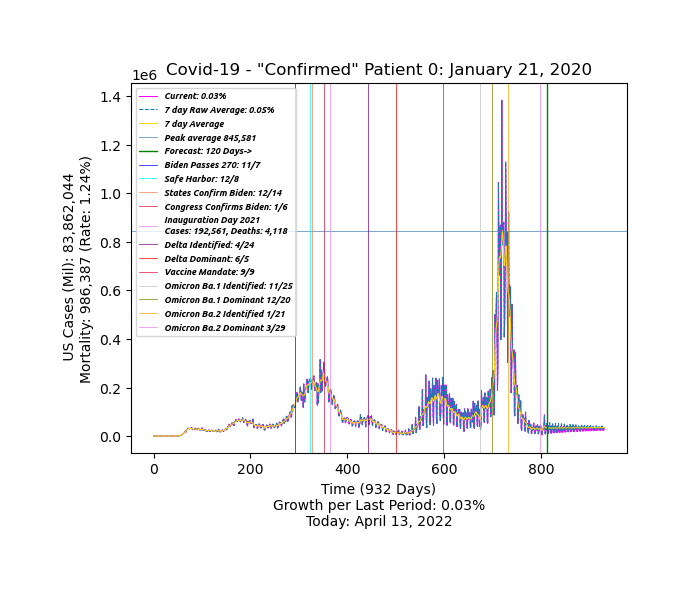 Covid-19 - "Confirmed" Patient 0: January 21, 2020
1e6
1.4
1.2
1.0
0.8
0.6
0.4
0.2
0.0
US Cases (Mil): 83,862,044
Mortality: 986,387 (Rate: 1.24%)
Current: 0.03%
7 day Raw Average: 0.05%
7 day Average
Peak average 845,581
Forecast: 120 Days->
Biden Passes 270: 11/7
Safe Harbor: 12/8
States Confirm Biden: 12/14
Congress Confirms Biden: 1/6
Inauguration Day 2021
Cases: 192,561, Deaths: 4,118
Delta Identified: 4/24
Delta Dominant: 6/5
Vaccine Mandate: 9/9
Omicron Ba.1 Identified: 11/25
Omicron Ba.1 Dominant 12/20
Omicron Ba.2 Identified 1/21
Omicron Ba.2 Dominant 3/29
0 200 400 600 800
Time (932 Days)
Growth per Last Period: 0.03%
Today: April 13, 2022